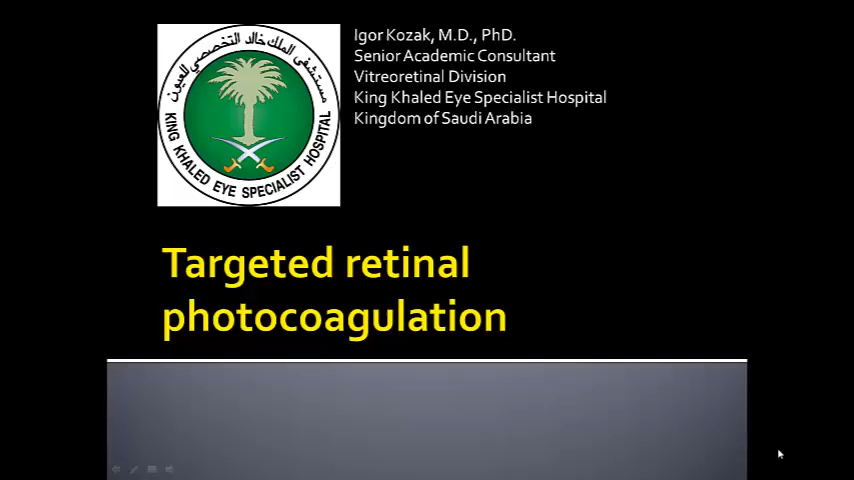 مستشفى الملك خالد التخصصي للعيون
KING KHALED EYE SPECIALIST HOSPITAL
Igor Kozak, M.D., PhD.
Senior Academic Consultant
Vitreoretinal Division
King Khaled Eye Specialist Hospital
Kingdom of Saudi Arabia
Targeted retinal
photocoagulation